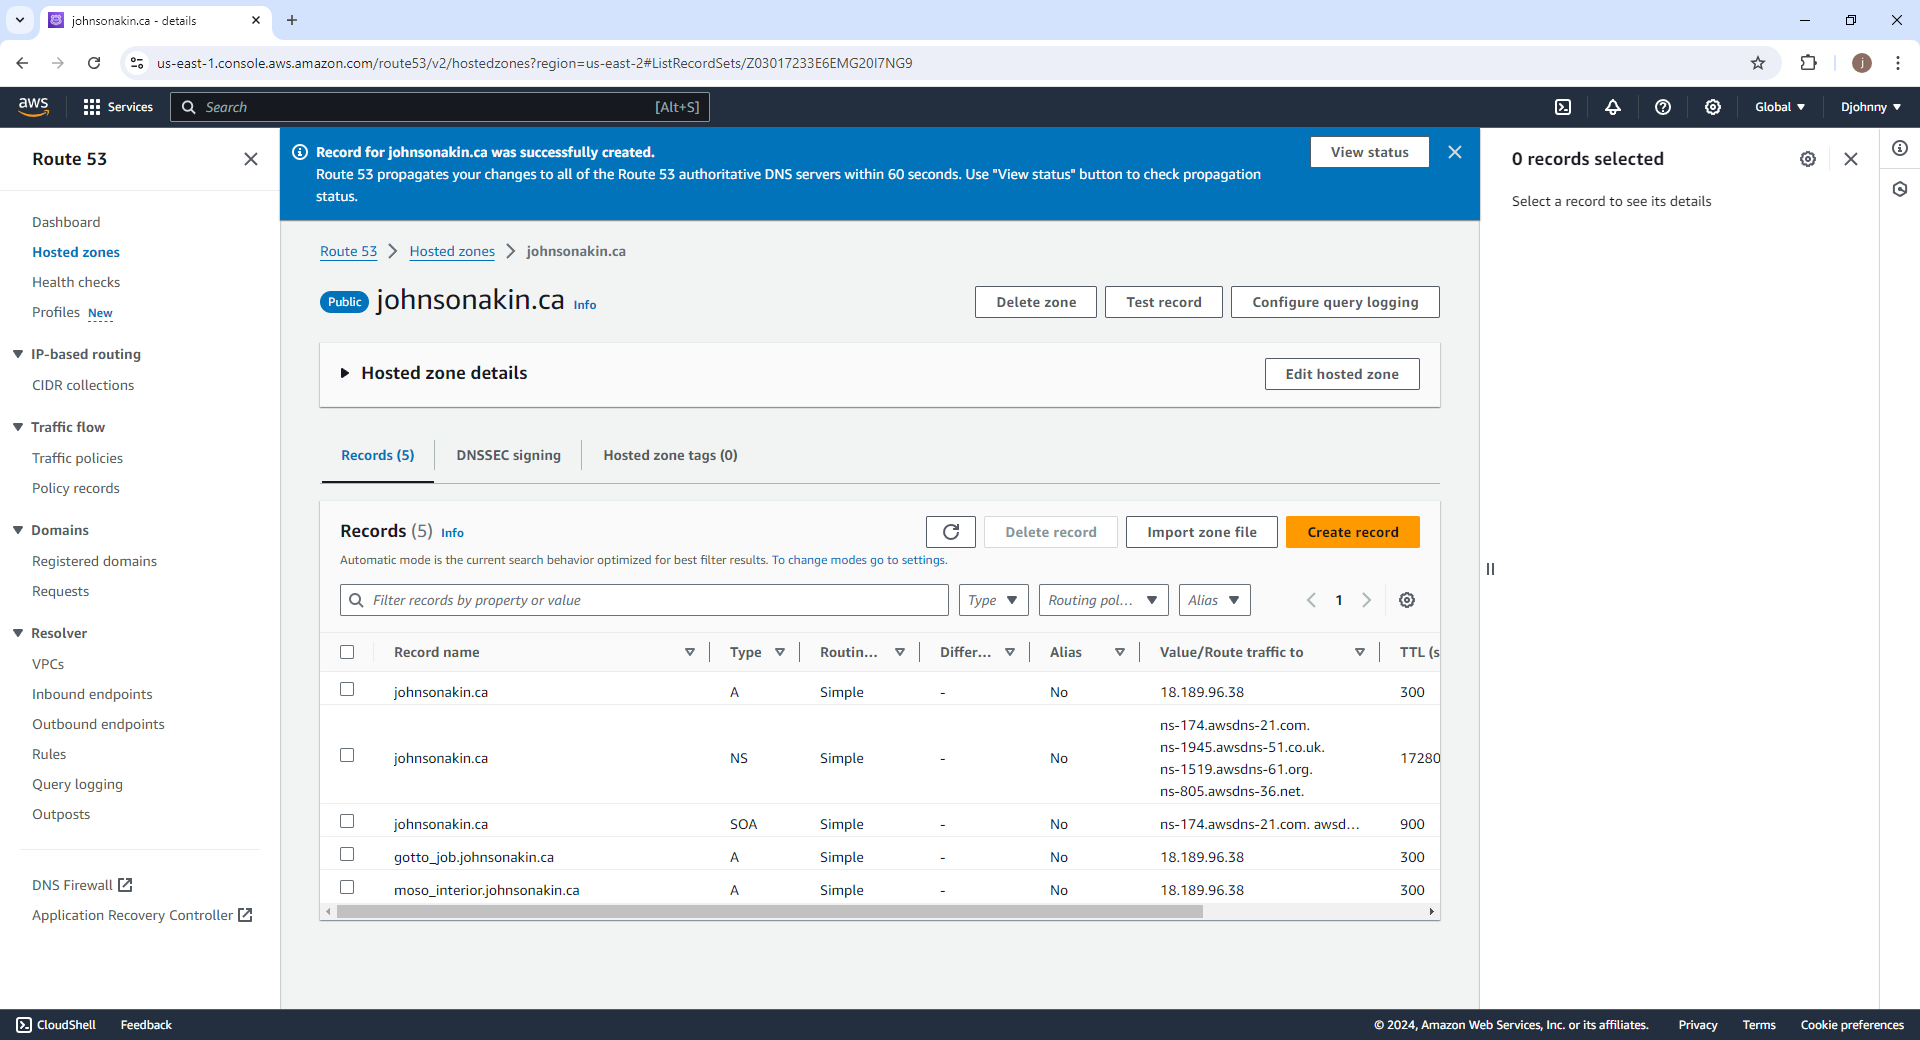 johnsonakin.ca - details
us-east-1.console.aws.amazon.com/route53/v2/hostedzones?region=us-east-2#ListRecordSets/Z03017233E6EMG20I7NG9
j
aws
Services
Search
[Alt+S]
Global
Djohnny
Route 53
Dashboard
Hosted zones
Health checks
Profiles New
IP-based routing
CIDR collections
Traffic flow
Traffic policies
Policy records
Domains
Registered domains
Requests
Resolver
VPCs
Inbound endpoints
Outbound endpoints
Rules
Query logging
Outposts
DNS Firewall
Application Recovery Controller
Record for johnsonakin.ca was successfully created.
Route 53 propagates your changes to all of the Route 53 authoritative DNS servers within 60 seconds. Use "View status" button to check propagation
status.
View status
Route 53 Hosted zones johnsonakin.ca
Public johnsonakin.ca Info
Delete zone
Test record
Configure query logging
Hosted zone details
Edit hosted zone
Records (5)
DNSSEC signing
Hosted zone tags (0)
Records (5) Info
Delete record
Import zone file
Create record
Automatic mode is the current search behavior optimized for best filter results. To change modes go to settings.
Filter records by property or value
Type
Routing pol...
Alias
1
Record name Type Routin... Differ... Alias Value/Route traffic to TTL (s
johnsonakin.ca A Simple - No 18.189.96.38 300
ns-174.awsdns-21.com.
ns-1945.awsdns-51.co.uk.
johnsonakin.ca NS Simple - No ns-1519.awsdns-61.org. 17280
ns-805.awsdns-36.net.
johnsonakin.ca SOA Simple - No ns-174.awsdns-21.com. awsd... 900
gotto_job.johnsonakin.ca A Simple - No 18.189.96.38 300
moso_interior.johnsonakin.ca A Simple - No 18.189.96.38 300
0 records selected
Select a record to see its details
CloudShell
Feedback
© 2024, Amazon Web Services, Inc. or its affiliates.
Privacy
Terms
Cookie preferences